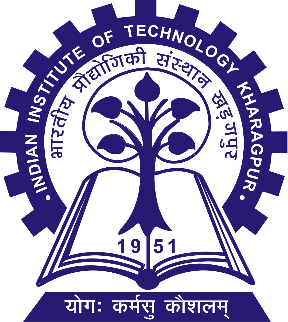 • INDIAN INSTITUTE OF TECHNOLOGY KHARAGPUR •
भारतीय प्रौद्योगिकी संस्थान खड़गपुर
1951
योगः कर्मसु कौशलम्